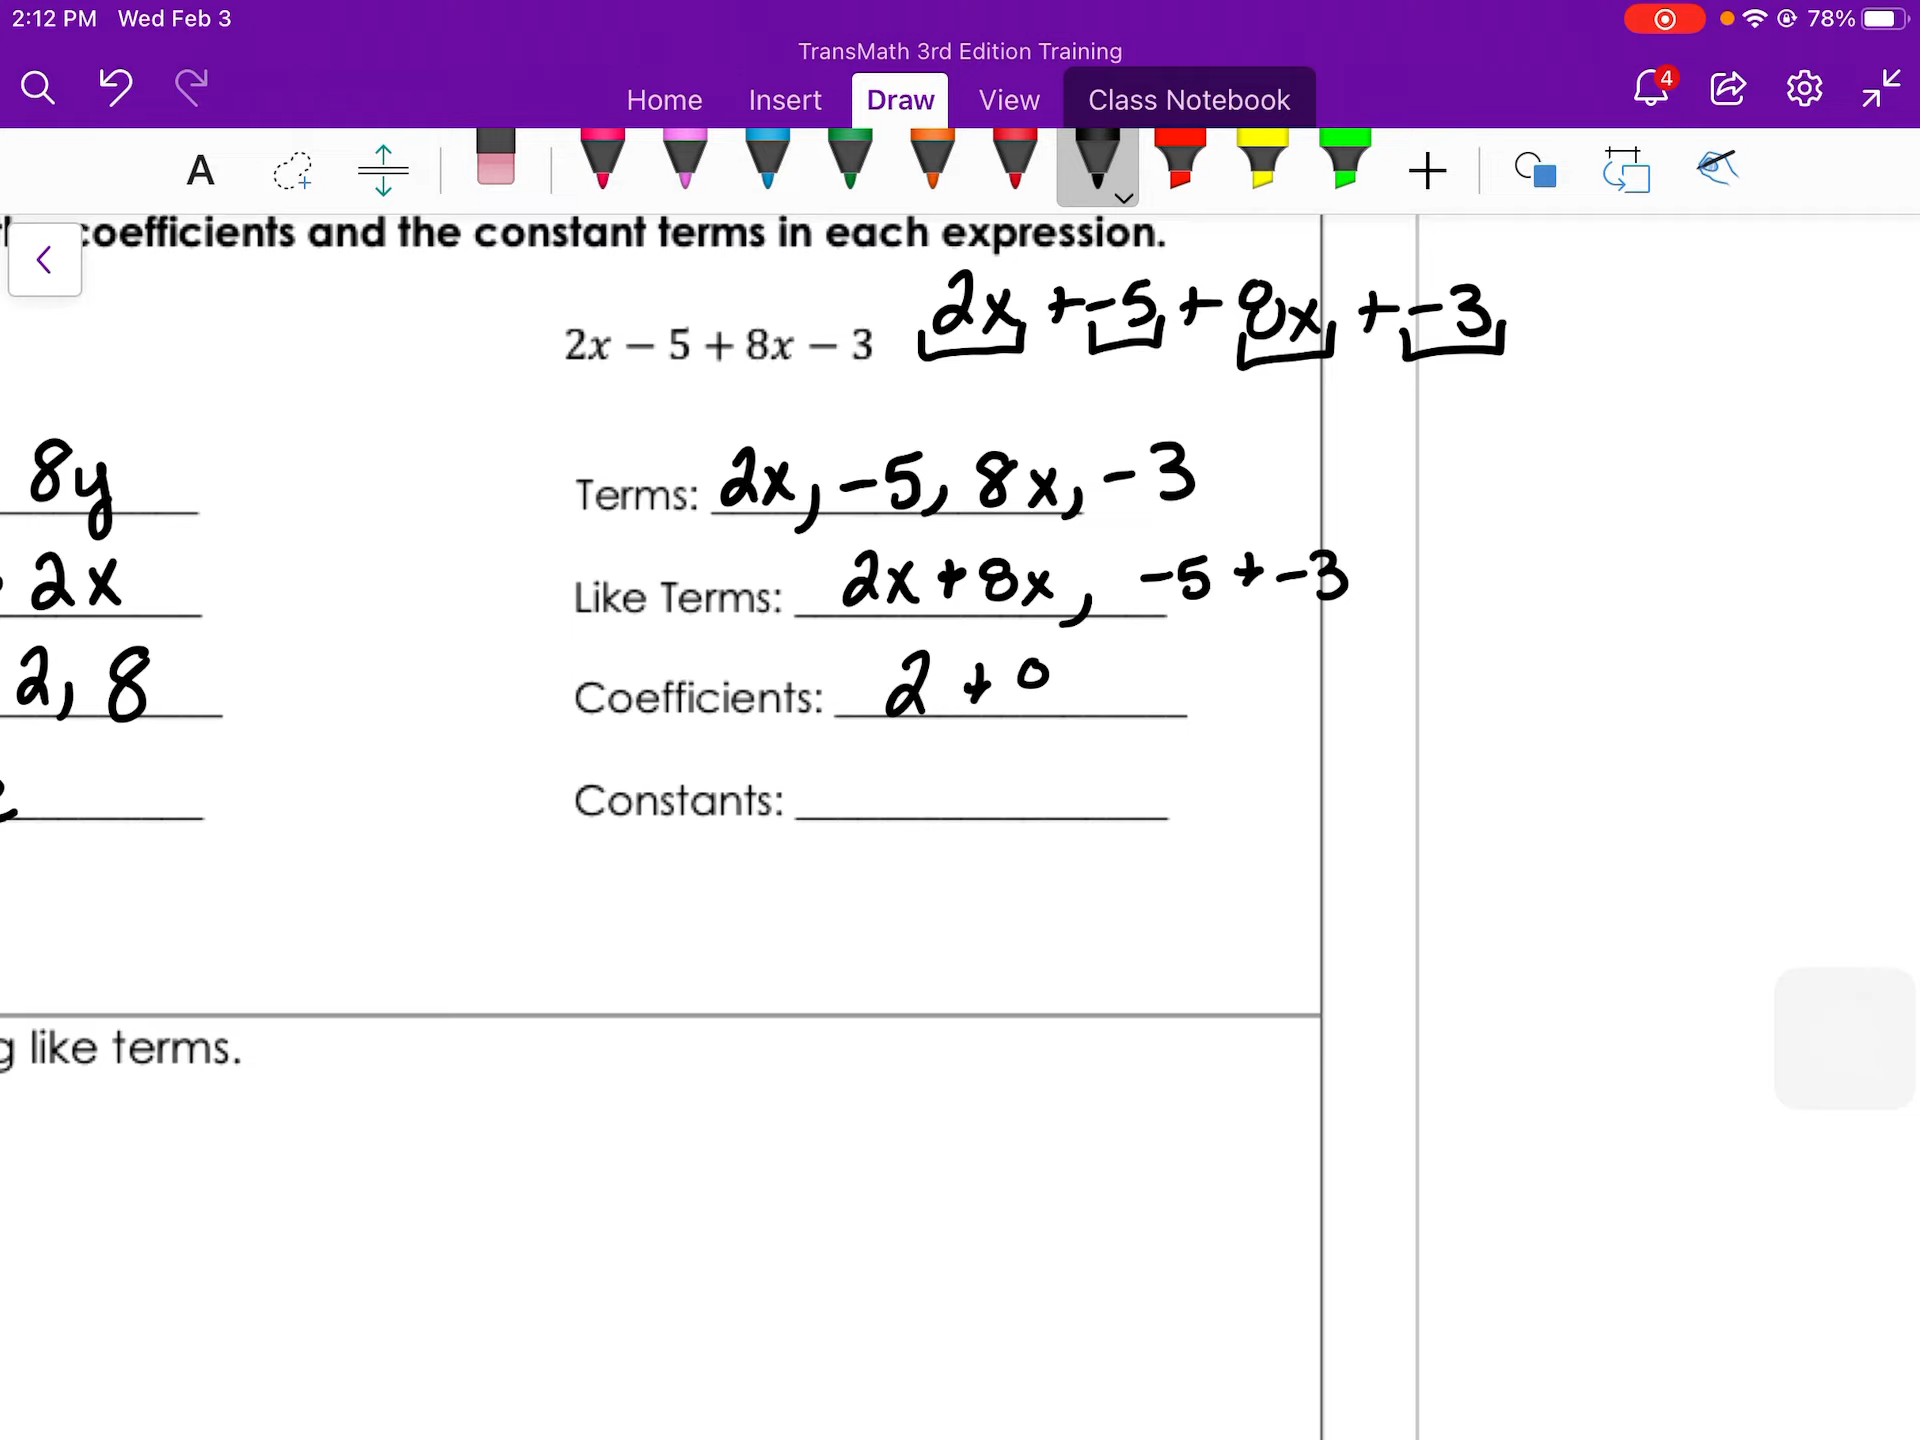 2:12 PM Wed Feb 3 78%
TransMath 3rd Edition Training
Home Insert Draw View Class Notebook 4
A
coefficients and the constant terms in each expression.
2x − 5 + 8x − 3 2x + -5 + 8x + -3
8y
2x
2, 8
Terms: 2x, -5, 8x, -3
Like Terms: 2x + 8x, -5 + -3
Coefficients: 2 +
Constants:
g like terms.